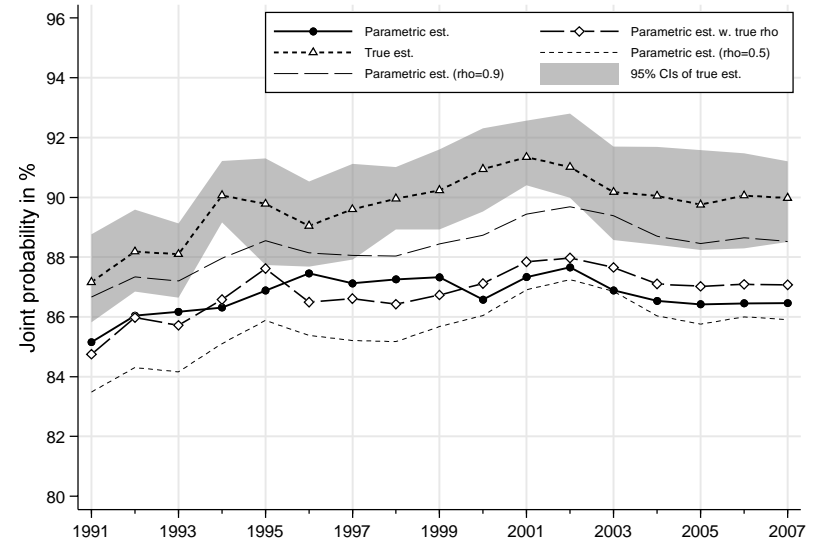 Parametric est.
Parametric est. w. true rho
True est.
Parametric est. (rho=0.5)
Parametric est. (rho=0.9)
95% CIs of true est.
Joint probability in %
96
94
92
90
88
86
84
82
80
1991 1993 1995 1997 1999 2001 2003 2005 2007